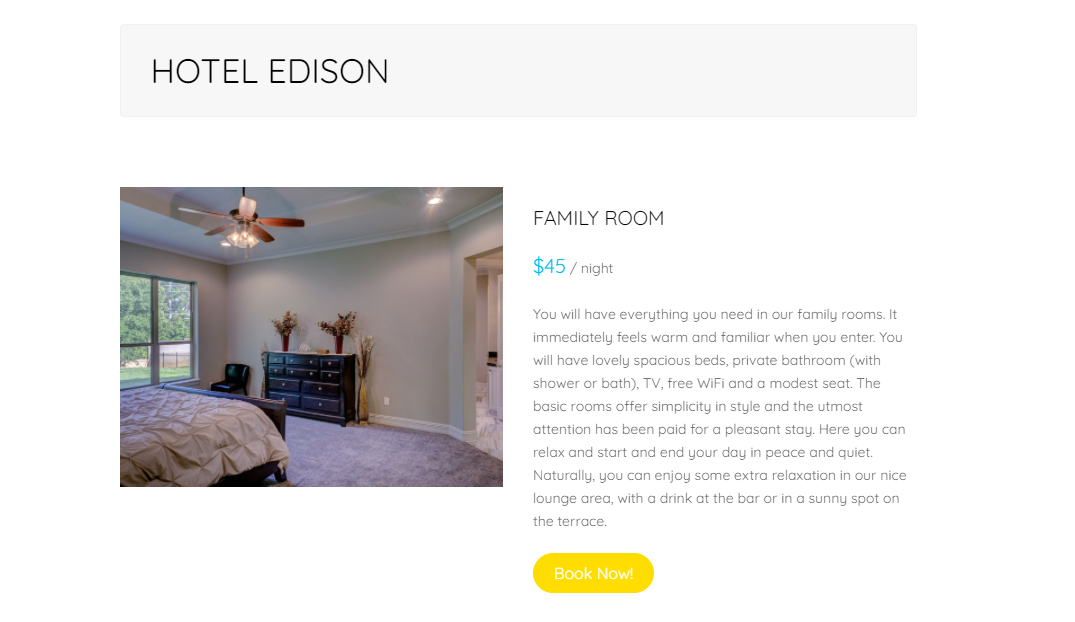 HOTEL EDISON
FAMILY ROOM
$45 / night
You will have everything you need in our family rooms. It
immediately feels warm and familiar when you enter. You
will have lovely spacious beds, private bathroom (with
shower or bath), TV, free WiFi and a modest seat. The
basic rooms offer simplicity in style and the utmost
attention has been paid for a pleasant stay. Here you can
relax and start and end your day in peace and quiet.
Naturally, you can enjoy some extra relaxation in our nice
lounge area, with a drink at the bar or in a sunny spot on
the terrace.
Book Now!